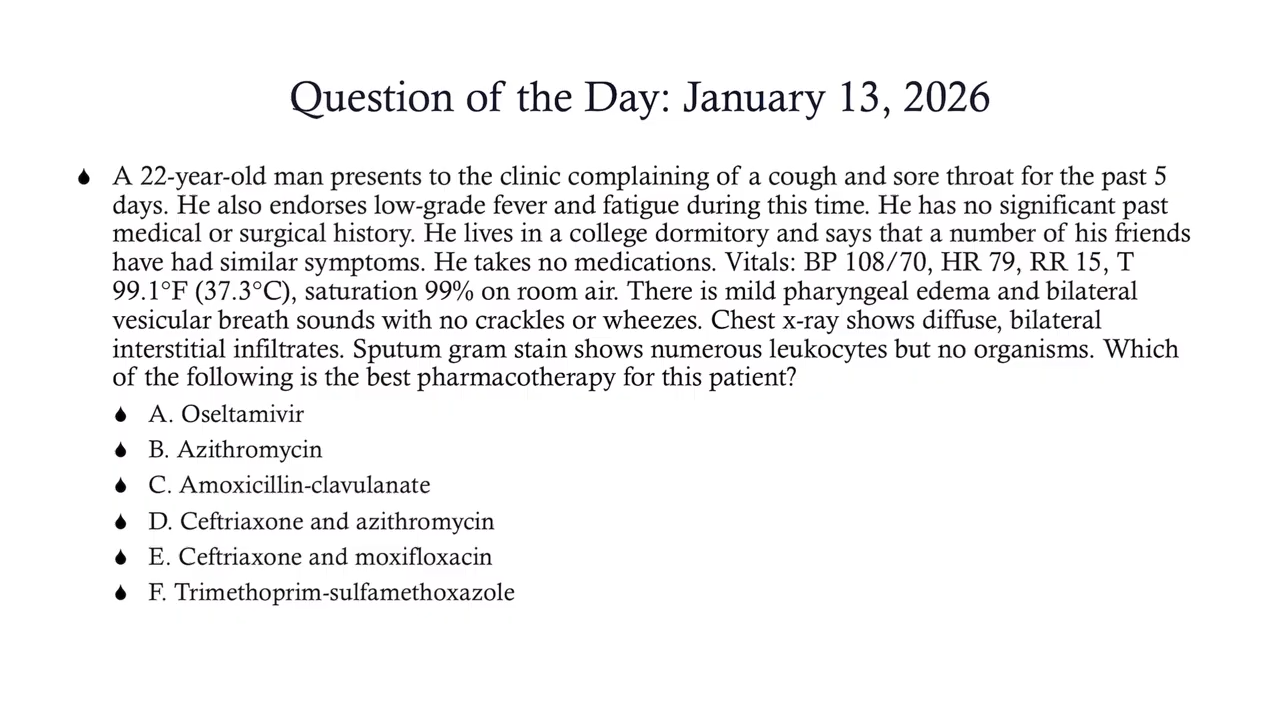 Question of the Day: January 13, 2026
A 22-year-old man presents to the clinic complaining of a cough and sore throat for the past 5
days. He also endorses low-grade fever and fatigue during this time. He has no significant past
medical or surgical history. He lives in a college dormitory and says that a number of his friends
have had similar symptoms. He takes no medications. Vitals: BP 108/70, HR 79, RR 15, T
99.1°F (37.3°C), saturation 99% on room air. There is mild pharyngeal edema and bilateral
vesicular breath sounds with no crackles or wheezes. Chest x-ray shows diffuse, bilateral
interstitial infiltrates. Sputum gram stain shows numerous leukocytes but no organisms. Which
of the following is the best pharmacotherapy for this patient?
A. Oseltamivir
B. Azithromycin
C. Amoxicillin-clavulanate
D. Ceftriaxone and azithromycin
E. Ceftriaxone and moxifloxacin
F. Trimethoprim-sulfamethoxazole